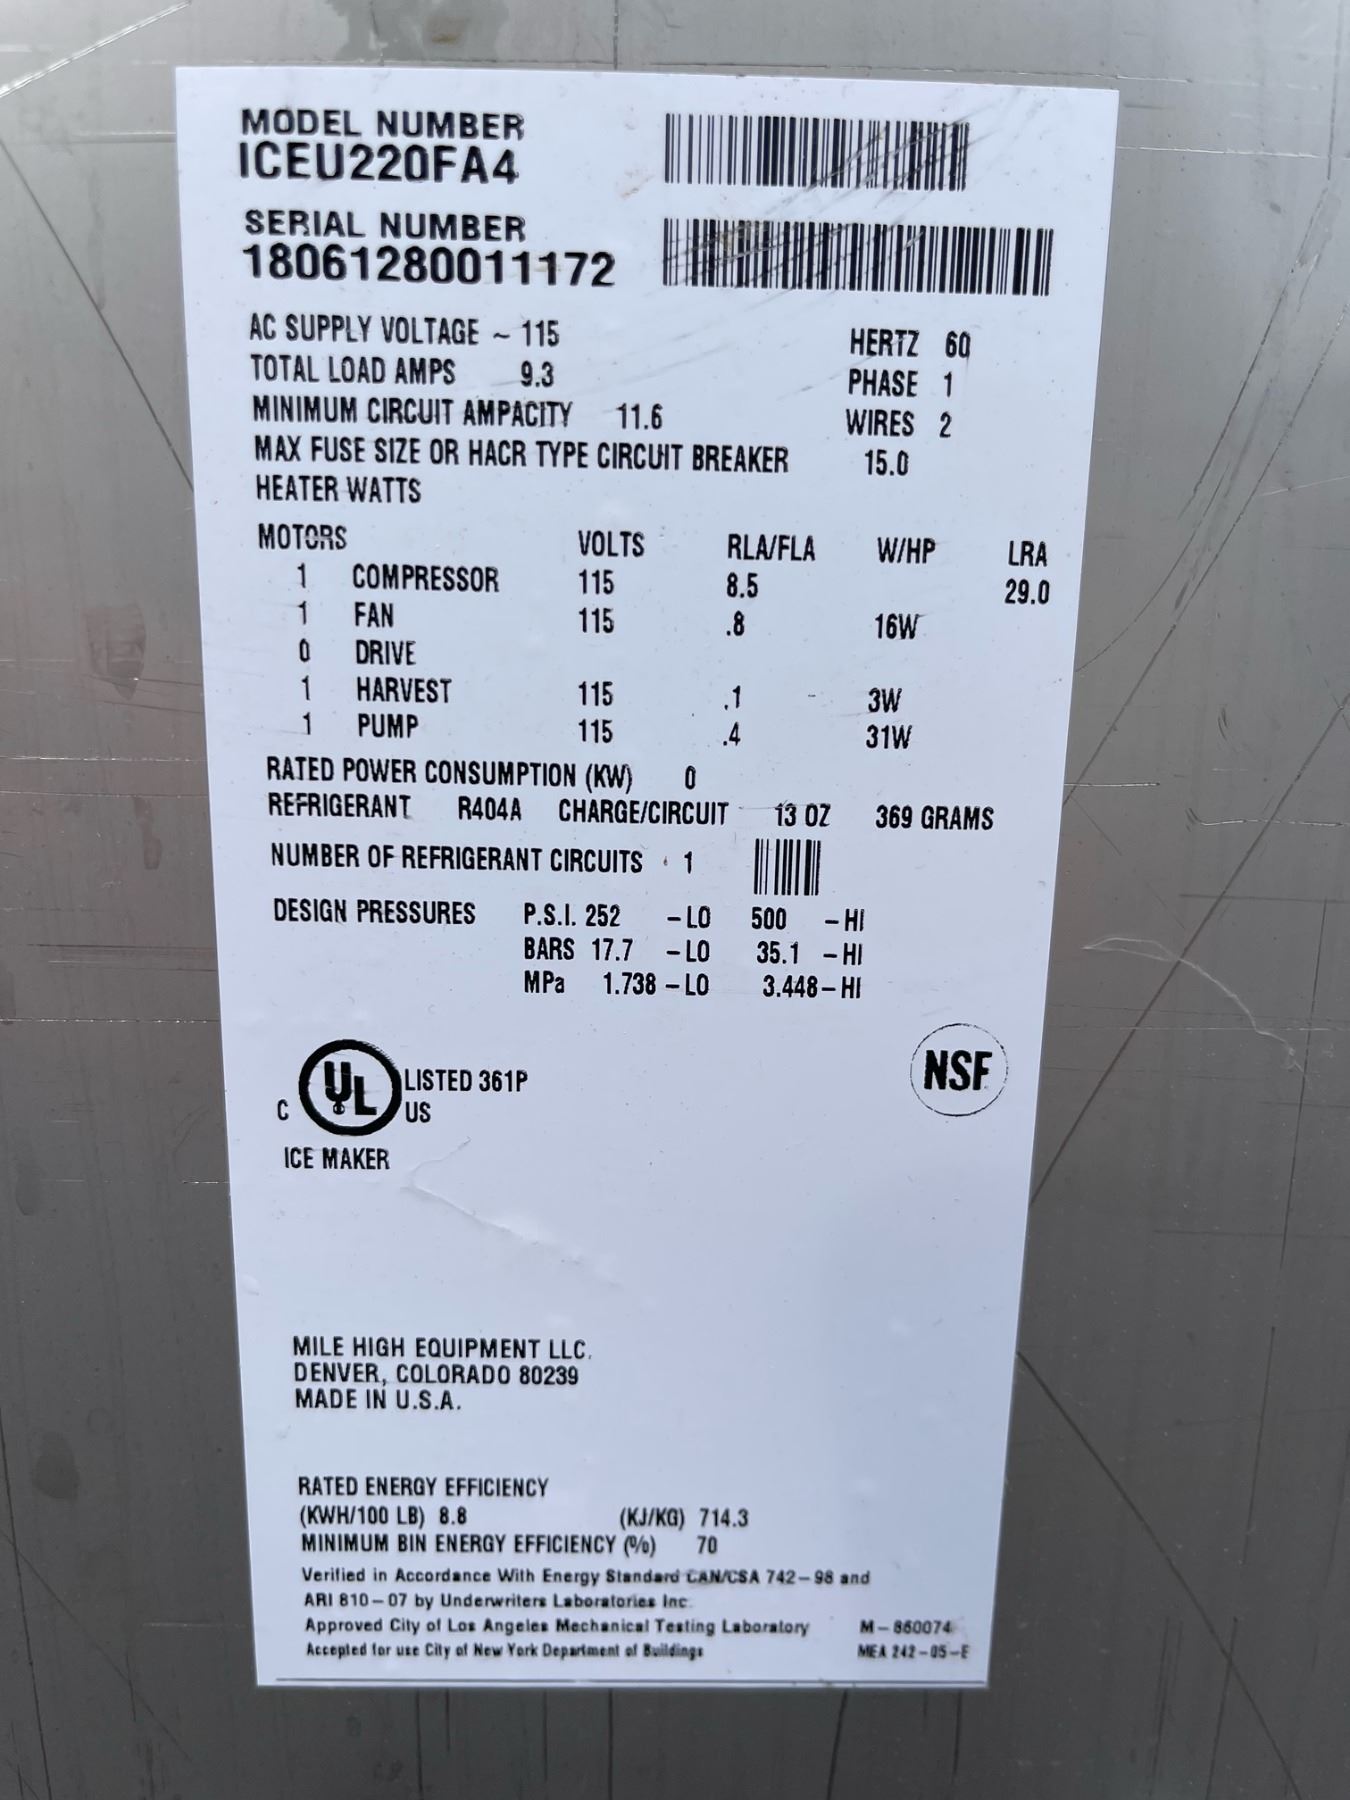 MODEL NUMBER
ICEU220FA4
SERIAL NUMBER
18061280011172
AC SUPPLY VOLTAGE ~ 115 HERTZ 60
TOTAL LOAD AMPS 9.3 PHASE 1
MINIMUM CIRCUIT AMPACITY 11.6 WIRES 2
MAX FUSE SIZE OR HACR TYPE CIRCUIT BREAKER 15.0
HEATER WATTS
MOTORS VOLTS RLA/FLA W/HP LRA
1 COMPRESSOR 115 8.5 29.0
1 FAN 115 .8 16W
0 DRIVE
1 HARVEST 115 .1 3W
1 PUMP 115 .4 31W
RATED POWER CONSUMPTION (KW) 0
REFRIGERANT R404A CHARGE/CIRCUIT 13 OZ 369 GRAMS
NUMBER OF REFRIGERANT CIRCUITS 1
DESIGN PRESSURES P.S.I. 252 -LO 500 -HI
BARS 17.7 -LO 35.1 -HI
MPa 1.738 -LO 3.448-HI
UL LISTED 361P
C US
NSF
ICE MAKER
MILE HIGH EQUIPMENT LLC.
DENVER, COLORADO 80239
MADE IN U.S.A.
RATED ENERGY EFFICIENCY
(KWH/100 LB) 8.8 (KJ/KG) 714.3
MINIMUM BIN ENERGY EFFICIENCY (%) 70
Verified in Accordance With Energy Standard CAN/CSA 742-98 and
ARI 810-07 by Underwriters Laboratories Inc.
Approved City of Los Angeles Mechanical Testing Laboratory M-860074
Accepted for use City of New York Department of Buildings MEA 242-05-E